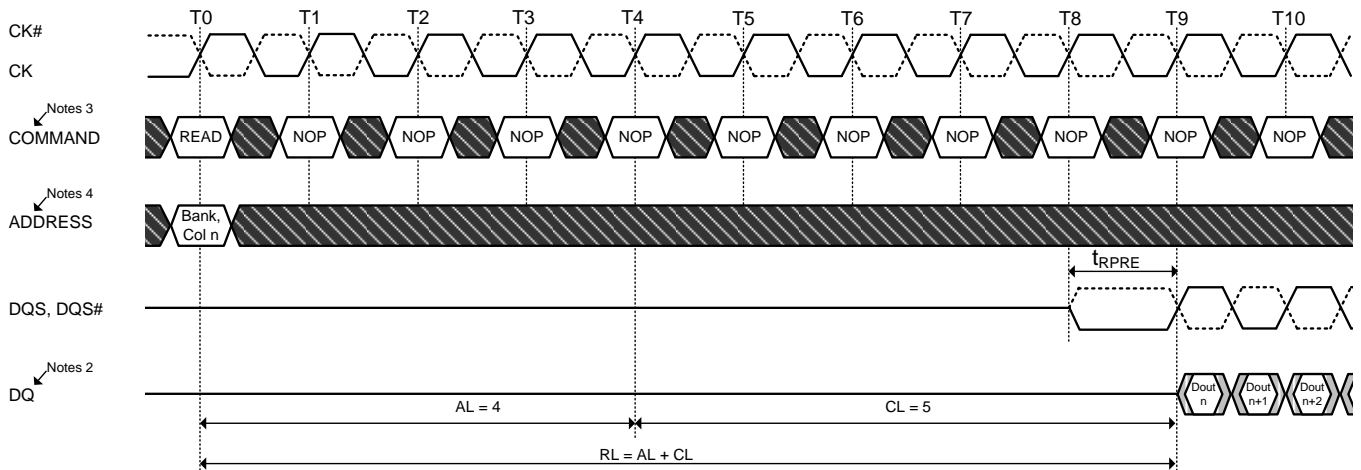 T0 T1 T2 T3 T4 T5 T6 T7 T8 T9 T10
CK#
CK
Notes 3
COMMAND
READ NOP NOP NOP NOP NOP NOP NOP NOP NOP NOP
Notes 4
ADDRESS
Bank,
Col n
tRPRE
DQS, DQS#
Notes 2
DQ
Dout
n
Dout
n+1
Dout
n+2
AL = 4
CL = 5
RL = AL + CL